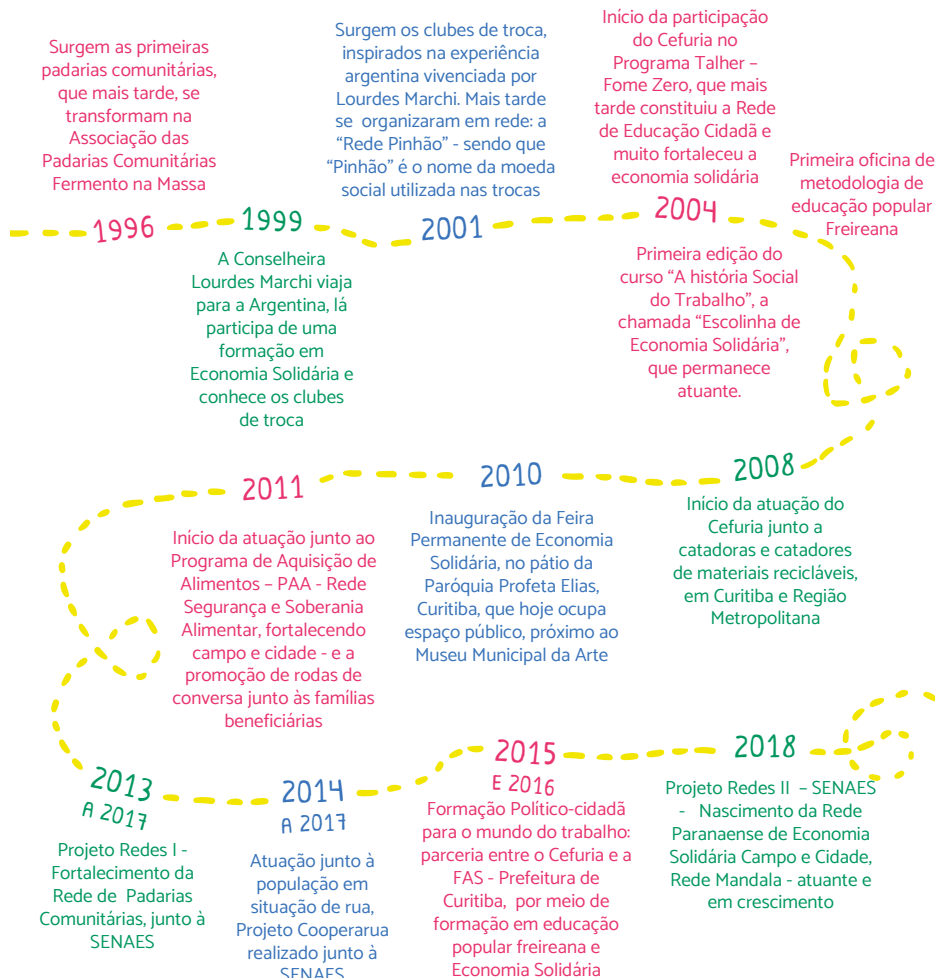 Surgem as primeiras
padarias comunitárias,
que mais tarde, se
transformam na
Associação das
Padarias Comunitárias
Fermento na Massa
1996
1999
A Conselheira
Lourdes Marchi viaja
para a Argentina, lá
participa de uma
formação em
Economia Solidária e
conhece os clubes
de troca
Surgem os clubes de troca,
inspirados na experiência
argentina vivenciada por
Lourdes Marchi. Mais tarde
se organizaram em rede: a
“Rede Pinhão” - sendo que
“Pinhão” é o nome da moeda
social utilizada nas trocas
2001
Início da participação
do Cefuria no
Programa Talher –
Fome Zero, que mais
tarde constituiu a Rede
de Educação Cidadã e
muito fortaleceu a
economia solidária
2004
Primeira edição do
curso “A história Social
do Trabalho”, a
chamada “Escolinha de
Economia Solidária”,
que permanece
atuante.
Primeira oficina de
metodologia de
educação popular
Freireana
2008
Início da atuação do
Cefuria junto a
catadoras e catadores
de materiais recicláveis,
em Curitiba e Região
Metropolitana
2010
Inauguração da Feira
Permanente de Economia
Solidária, no pátio da
Paróquia Profeta Elias,
Curitiba, que hoje ocupa
espaço público, próximo ao
Museu Municipal da Arte
2011
Início da atuação junto ao
Programa de Aquisição de
Alimentos – PAA - Rede
Segurança e Soberania
Alimentar, fortalecendo
campo e cidade - e a
promoção de rodas de
conversa junto às famílias
beneficiárias
2013
A 2017
Projeto Redes I -
Fortalecimento da
Rede de Padarias
Comunitárias, junto à
SENAES
2014
A 2017
Atuação junto à
população em
situação de rua,
Projeto Cooperarua
realizado junto à
SENAES
2015
E 2016
Formação Político-cidadã
para o mundo do trabalho:
parceria entre o Cefuria e a
FAS - Prefeitura de
Curitiba, por meio de
formação em educação
popular freireana e
Economia Solidária
2018
Projeto Redes II – SENAES
- Nascimento da Rede
Paranaense de Economia
Solidária Campo e Cidade,
Rede Mandala - atuante e
em crescimento